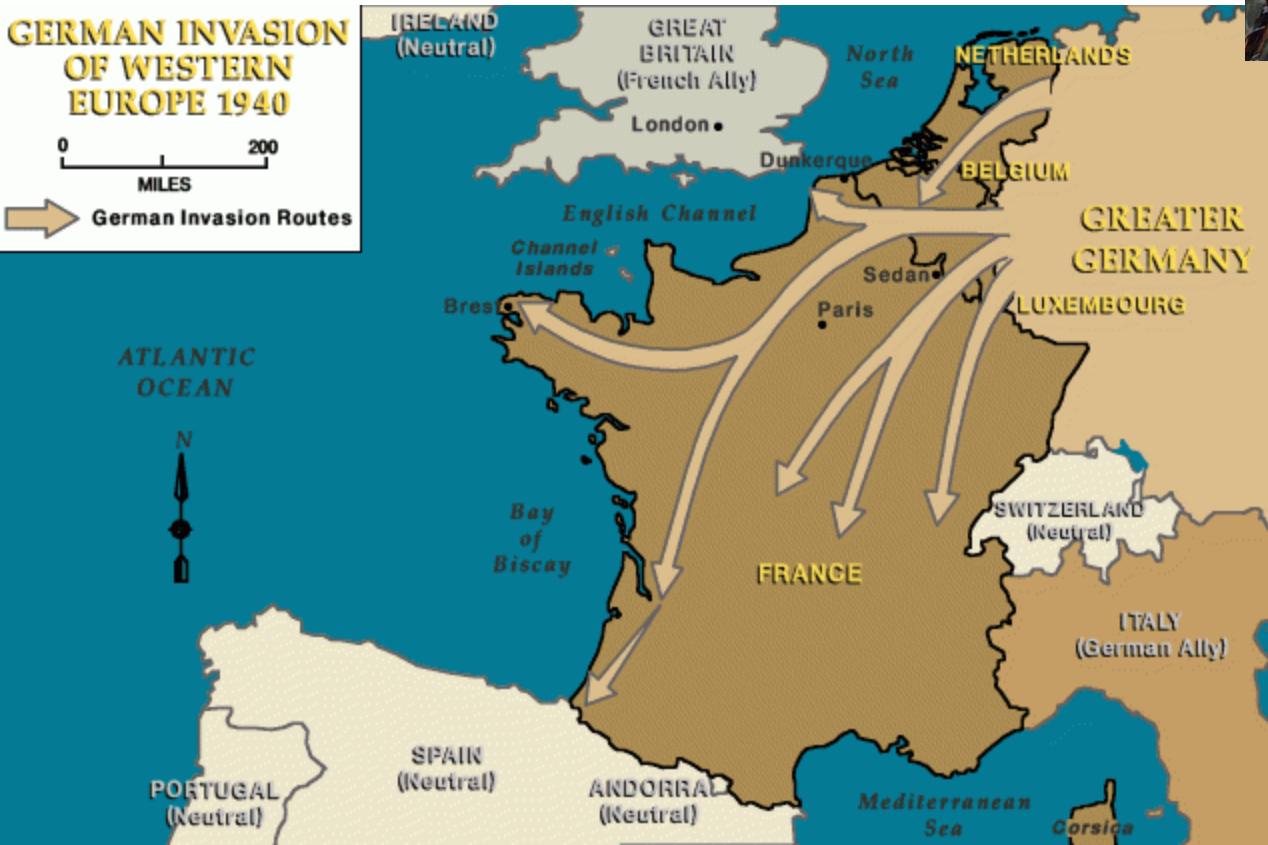 GERMAN INVASION
OF WESTERN
EUROPE 1940
0 200
MILES
German Invasion Routes
IRELAND
(Neutral)
GREAT
BRITAIN
(French Ally)
London
North
Sea
NETHERLANDS
Dunkerque
BELGIUM
English Channel
Channel
Islands
GREATER
GERMANY
Sedan
LUXEMBOURG
Brest
Paris
ATLANTIC
OCEAN
N
Bay
of
Biscay
SWITZERLAND
(Neutral)
FRANCE
ITALY
(German Ally)
SPAIN
(Neutral)
PORTUGAL
(Neutral)
ANDORRA
(Neutral)
Mediterranean
Sea
Corsica